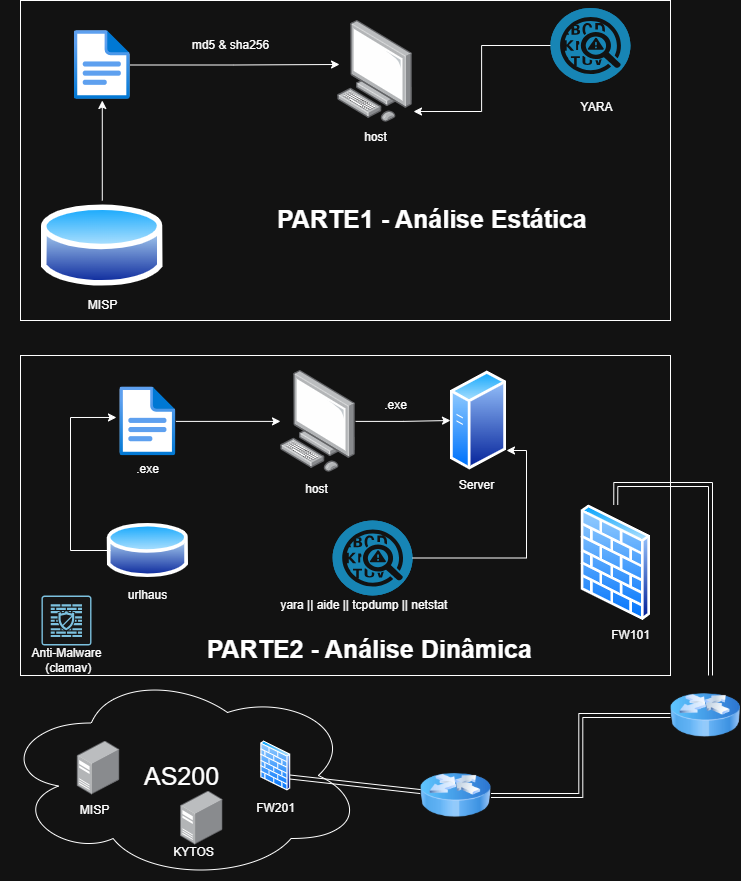 md5 & sha256
host
YARA
PARTE1 - Análise Estática
MISP
.exe
.exe
host
Server
urlhaus
yara || aide || tcpdump || netstat
FW101
Anti-Malware
(clamav)
PARTE2 - Análise Dinâmica
AS200
MISP
FW201
KYTOS